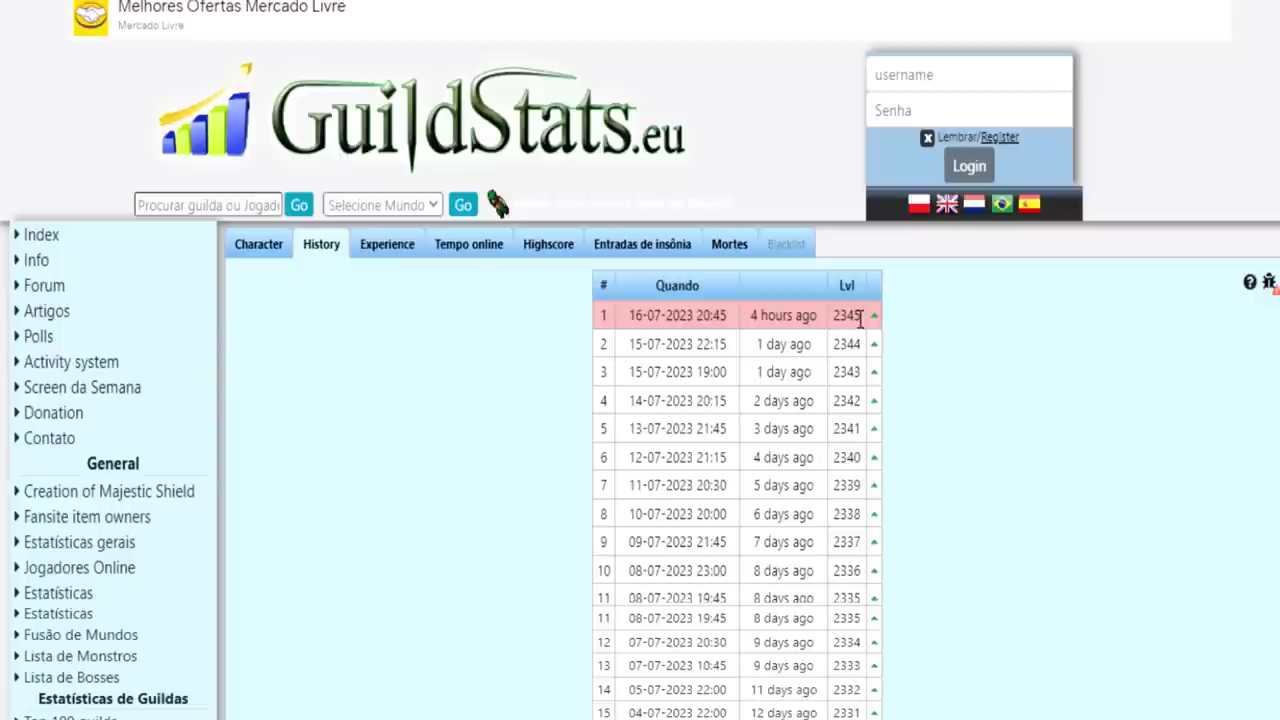 Melhores Ofertas Mercado Livre
Mercado Livre
GuildStats.eu
username
Senha
Lembrar/Register
Login
Procurar guilda ou Jogad Go Selecione Mundo Go
Index
Info
Forum
Artigos
Polls
Activity system
Screen da Semana
Donation
Contato
General
Creation of Majestic Shield
Fansite item owners
Estatísticas gerais
Jogadores Online
Estatísticas
Estatísticas
Fusão de Mundos
Lista de Monstros
Lista de Bosses
Estatísticas de Guildas
Character History Experience Tempo online Highscore Entradas de insônia Mortes Blacklist
# Quando Lvl
1 16-07-2023 20:45 4 hours ago 2345
2 15-07-2023 22:15 1 day ago 2344
3 15-07-2023 19:00 1 day ago 2343
4 14-07-2023 20:15 2 days ago 2342
5 13-07-2023 21:45 3 days ago 2341
6 12-07-2023 21:15 4 days ago 2340
7 11-07-2023 20:30 5 days ago 2339
8 10-07-2023 20:00 6 days ago 2338
9 09-07-2023 21:45 7 days ago 2337
10 08-07-2023 23:00 8 days ago 2336
11 08-07-2023 19:45 8 days ago 2335
11 08-07-2023 19:45 8 days ago 2335
12 07-07-2023 20:30 9 days ago 2334
13 07-07-2023 10:45 9 days ago 2333
14 05-07-2023 22:00 11 days ago 2332
15 04-07-2023 22:00 12 days ago 2331